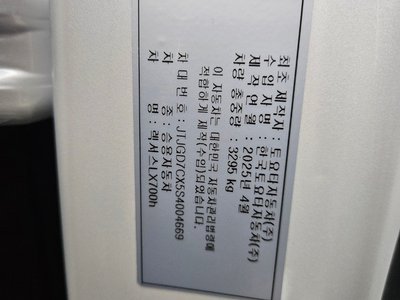 최초 제작자 : 토요타자동차(주)
수 입 자 명 : 한국토요타자동차(주)
제 작 연 월 : 2025년 4월
차량 총중량 : 3295 kg
이 자동차는 대한민국 자동차관리법령에
적합하게 제작(수입)되었습니다.
차 대 번 호 : JTJGD7CX5S4004669
차 종 : 승용자동차
차 명 : 렉서스LX700h